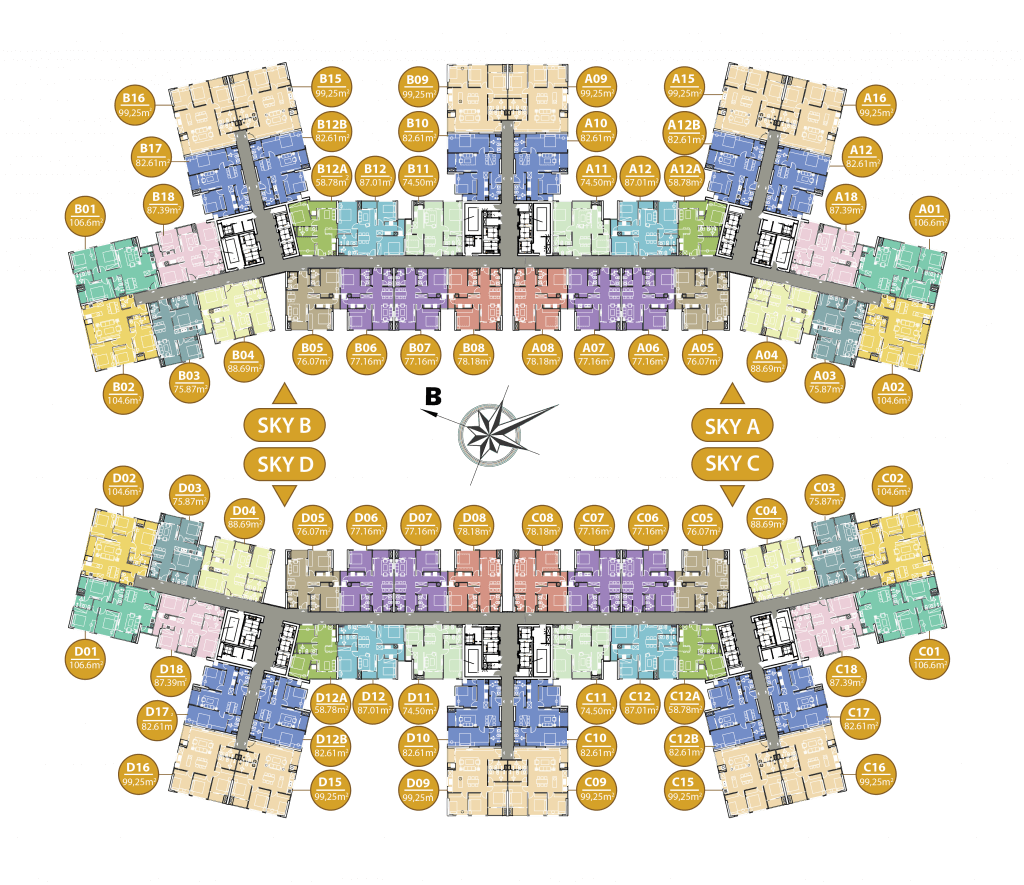 B15
99,25m²
B09
99,25m²
A09
99,25m²
A15
99,25m²
B16
99,25m²
A16
99,25m²
B12B
82.61m²
B10
82.61m²
A10
82.61m²
A12B
82.61m²
B17
82.61m²
A12
82.61m²
B12A
58.78m²
B12
87.01m²
B11
74.50m²
A11
74.50m²
A12
87.01m²
A12A
58.78m²
B18
87.39m²
A18
87.39m²
B01
106.6m²
A01
106.6m²
B05
76.07m²
B06
77.16m²
B07
77.16m²
B08
78.18m²
A08
78.18m²
A07
77.16m²
A06
77.16m²
A05
76.07m²
B04
88.69m²
A04
88.69m²
B03
75.87m²
A03
75.87m²
B02
104.6m²
A02
104.6m²
B
SKY B
SKY A
SKY D
SKY C
D02
104.6m²
D03
75.87m²
C03
75.87m²
C02
104.6m²
D04
88.69m²
C04
88.69m²
D05
76.07m²
D06
77.16m²
D07
77.16m²
D08
78.18m²
C08
78.18m²
C07
77.16m²
C06
77.16m²
C05
76.07m²
D01
106.6m²
C01
106.6m²
D18
87.39m²
C18
87.39m²
D12A
58.78m²
D12
87.01m²
D11
74.50m²
C11
74.50m²
C12
87.01m²
C12A
58.78m²
D17
82.61m²
C17
82.61m²
D12B
82.61m²
D10
82.61m²
C10
82.61m²
C12B
82.61m²
D16
99,25m²
C16
99,25m²
D15
99,25m²
D09
99,25m²
C09
99,25m²
C15
99,25m²